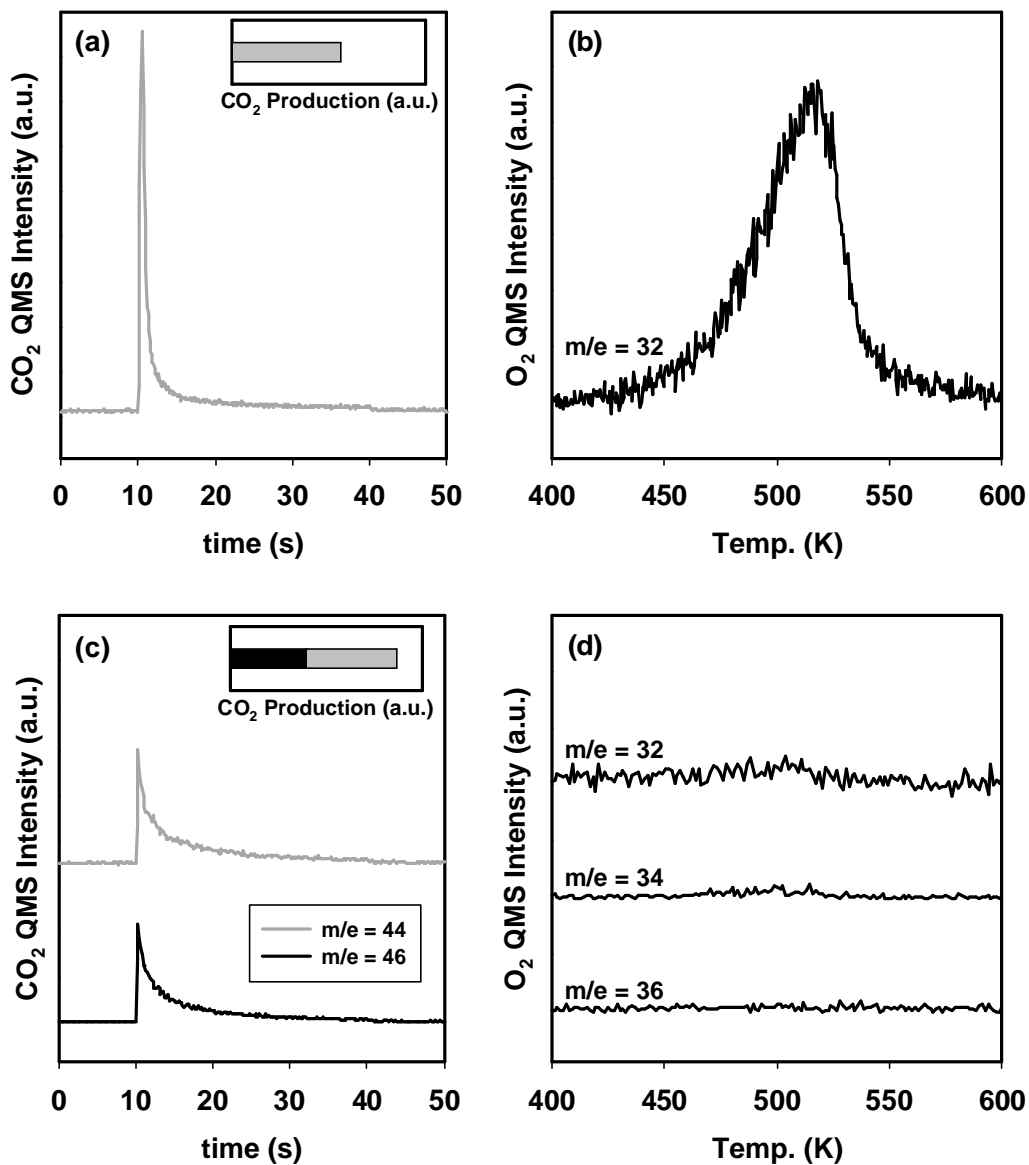 (a)
CO₂ Production (a.u.)
CO₂ QMS Intensity (a.u.)
0 10 20 30 40 50
time (s)
(b)
O₂ QMS Intensity (a.u.)
m/e = 32
400 450 500 550 600
Temp. (K)
(c)
CO₂ Production (a.u.)
CO₂ QMS Intensity (a.u.)
m/e = 44
m/e = 46
0 10 20 30 40 50
time (s)
(d)
O₂ QMS Intensity (a.u.)
m/e = 32
m/e = 34
m/e = 36
400 450 500 550 600
Temp. (K)